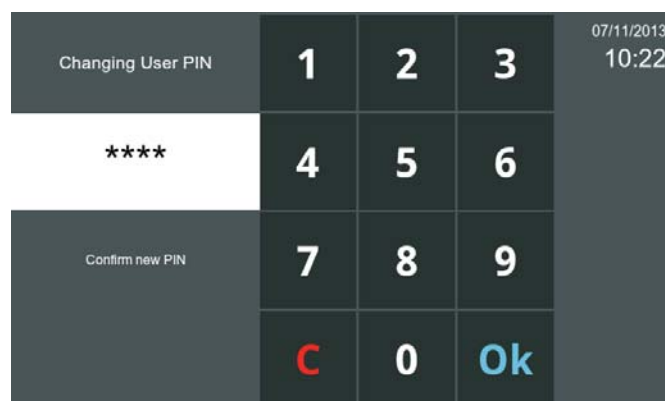 Changing User PIN
****
Confirm new PIN
1 2 3
4 5 6
7 8 9
C 0 Ok
07/11/2013
10:22